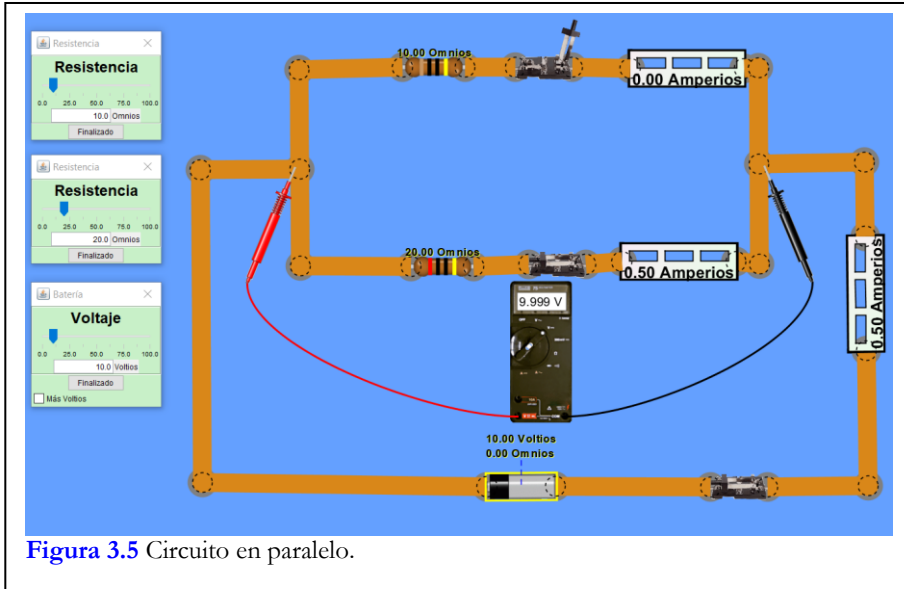 Resistencia
Resistencia
0.0 25.0 50.0 75.0 100.0
10.0 Omnios
Finalizado
Resistencia
Resistencia
0.0 25.0 50.0 75.0 100.0
20.0 Omnios
Finalizado
Batería
Voltaje
0.0 25.0 50.0 75.0 100.0
10.0 Voltios
Finalizado
Más Voltios
10.00 Omnios
0.00 Amperios
20.00 Omnios
0.50 Amperios
0.50 Amperios
9.999 V
10.00 Voltios
0.00 Omnios
Figura 3.5 Circuito en paralelo.